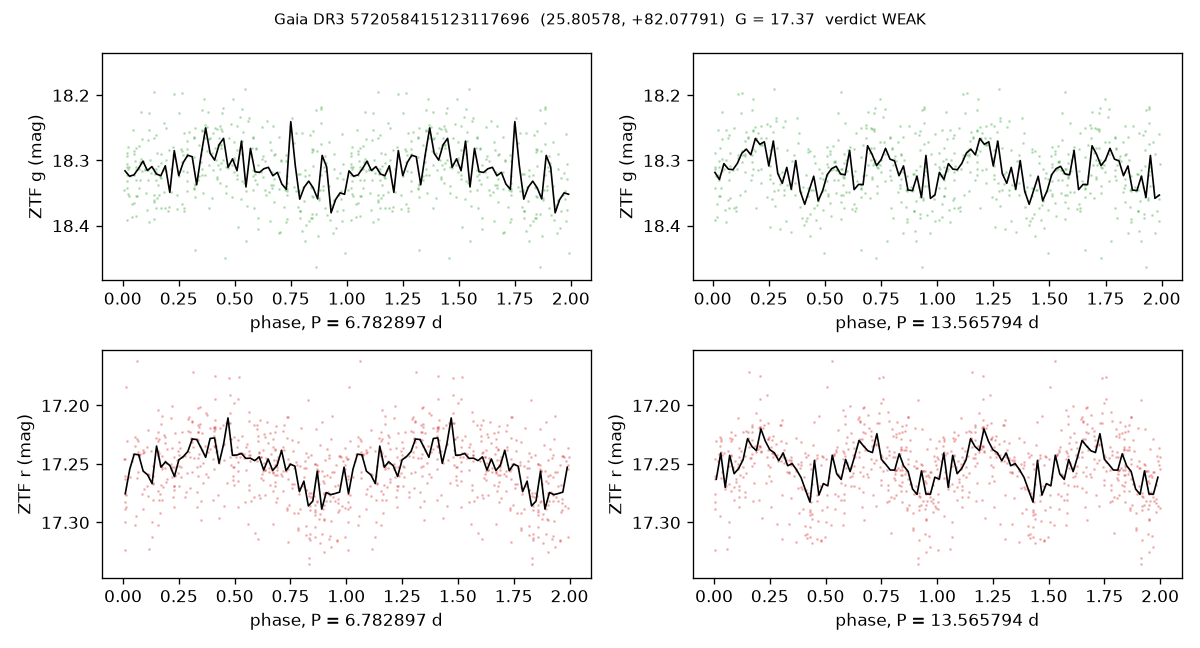 Gaia DR3 572058415123117696  (25.80578, +82.07791)  G = 17.37  verdict WEAK
ZTF g (mag)
18.2
18.3
18.4
0.00 0.25 0.50 0.75 1.00 1.25 1.50 1.75 2.00
phase, P = 6.782897 d
ZTF g (mag)
18.2
18.3
18.4
0.00 0.25 0.50 0.75 1.00 1.25 1.50 1.75 2.00
phase, P = 13.565794 d
ZTF r (mag)
17.20
17.25
17.30
0.00 0.25 0.50 0.75 1.00 1.25 1.50 1.75 2.00
phase, P = 6.782897 d
ZTF r (mag)
17.20
17.25
17.30
0.00 0.25 0.50 0.75 1.00 1.25 1.50 1.75 2.00
phase, P = 13.565794 d